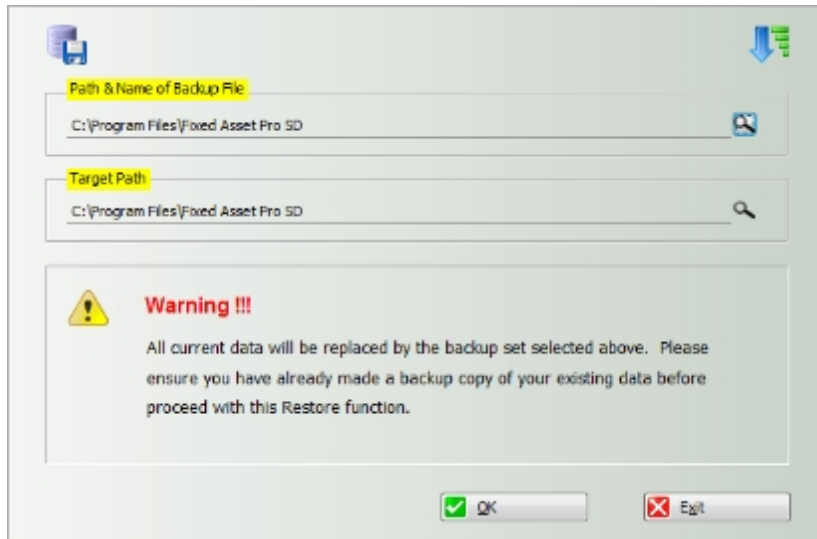 Path & Name of Backup File
C:\Program Files\Fixed Asset Pro SD
Target Path
C:\Program Files\Fixed Asset Pro SD
Warning !!!
All current data will be replaced by the backup set selected above.  Please
ensure you have already made a backup copy of your existing data before
proceed with this Restore function.
OK
Exit